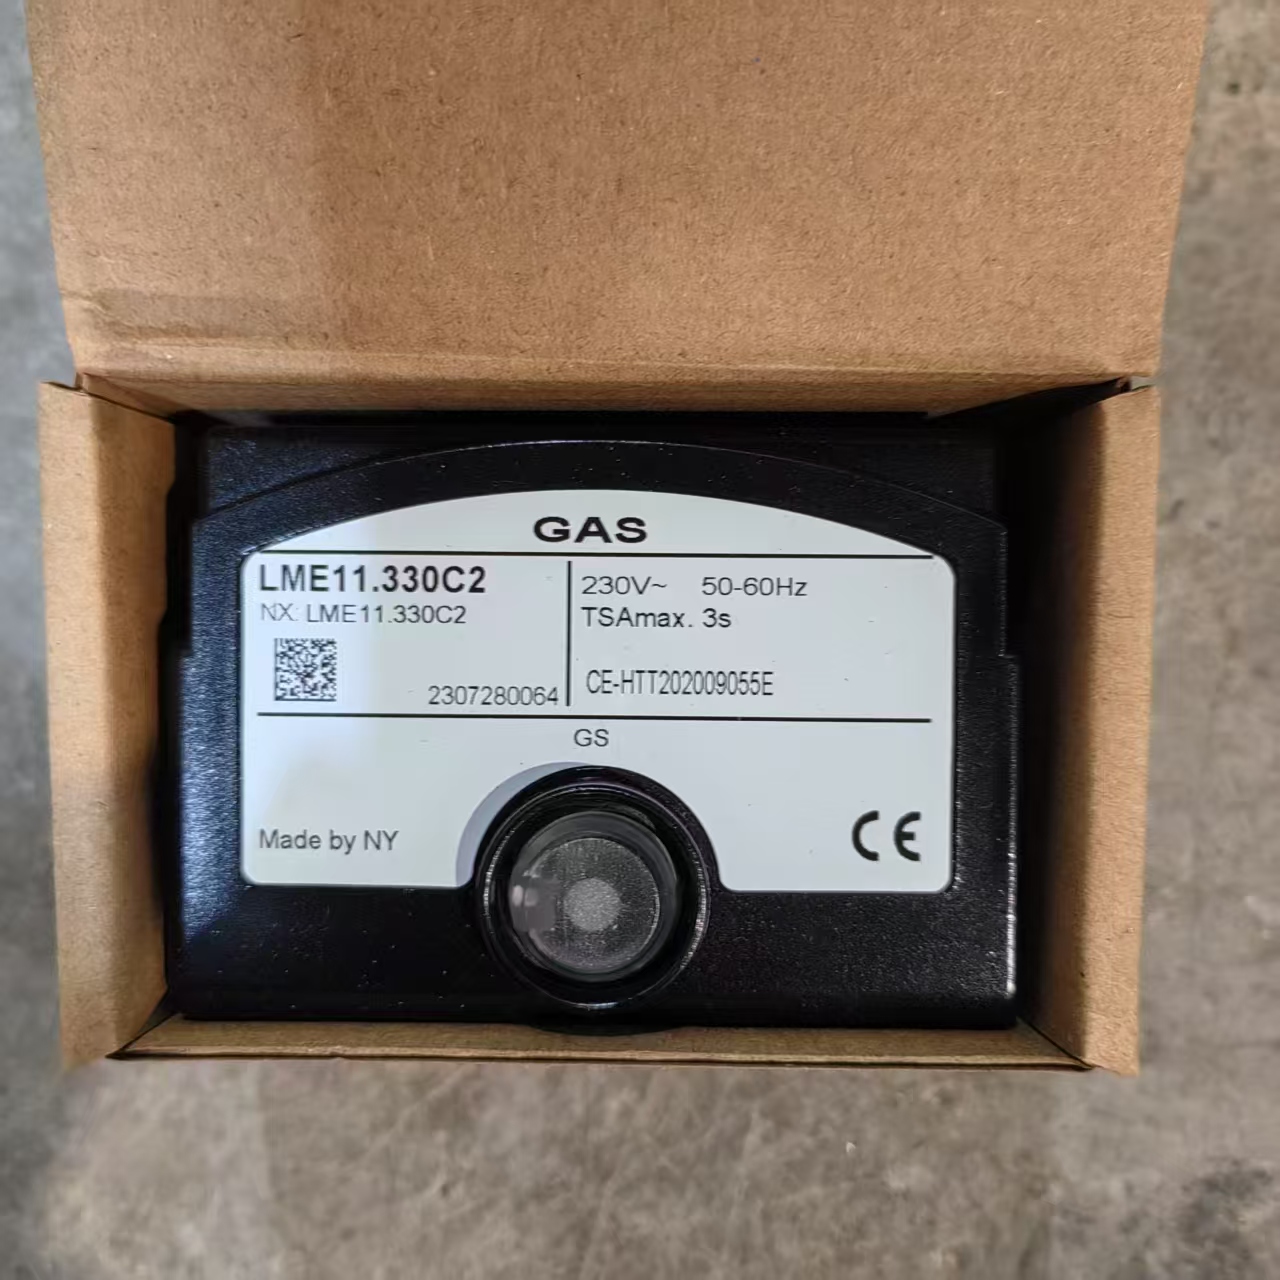 GAS
LME11.330C2
NX: LME11.330C2
2307280064
230V~ 50-60Hz
TSAmax. 3s
CE-HTT202009055E
GS
Made by NY
CE